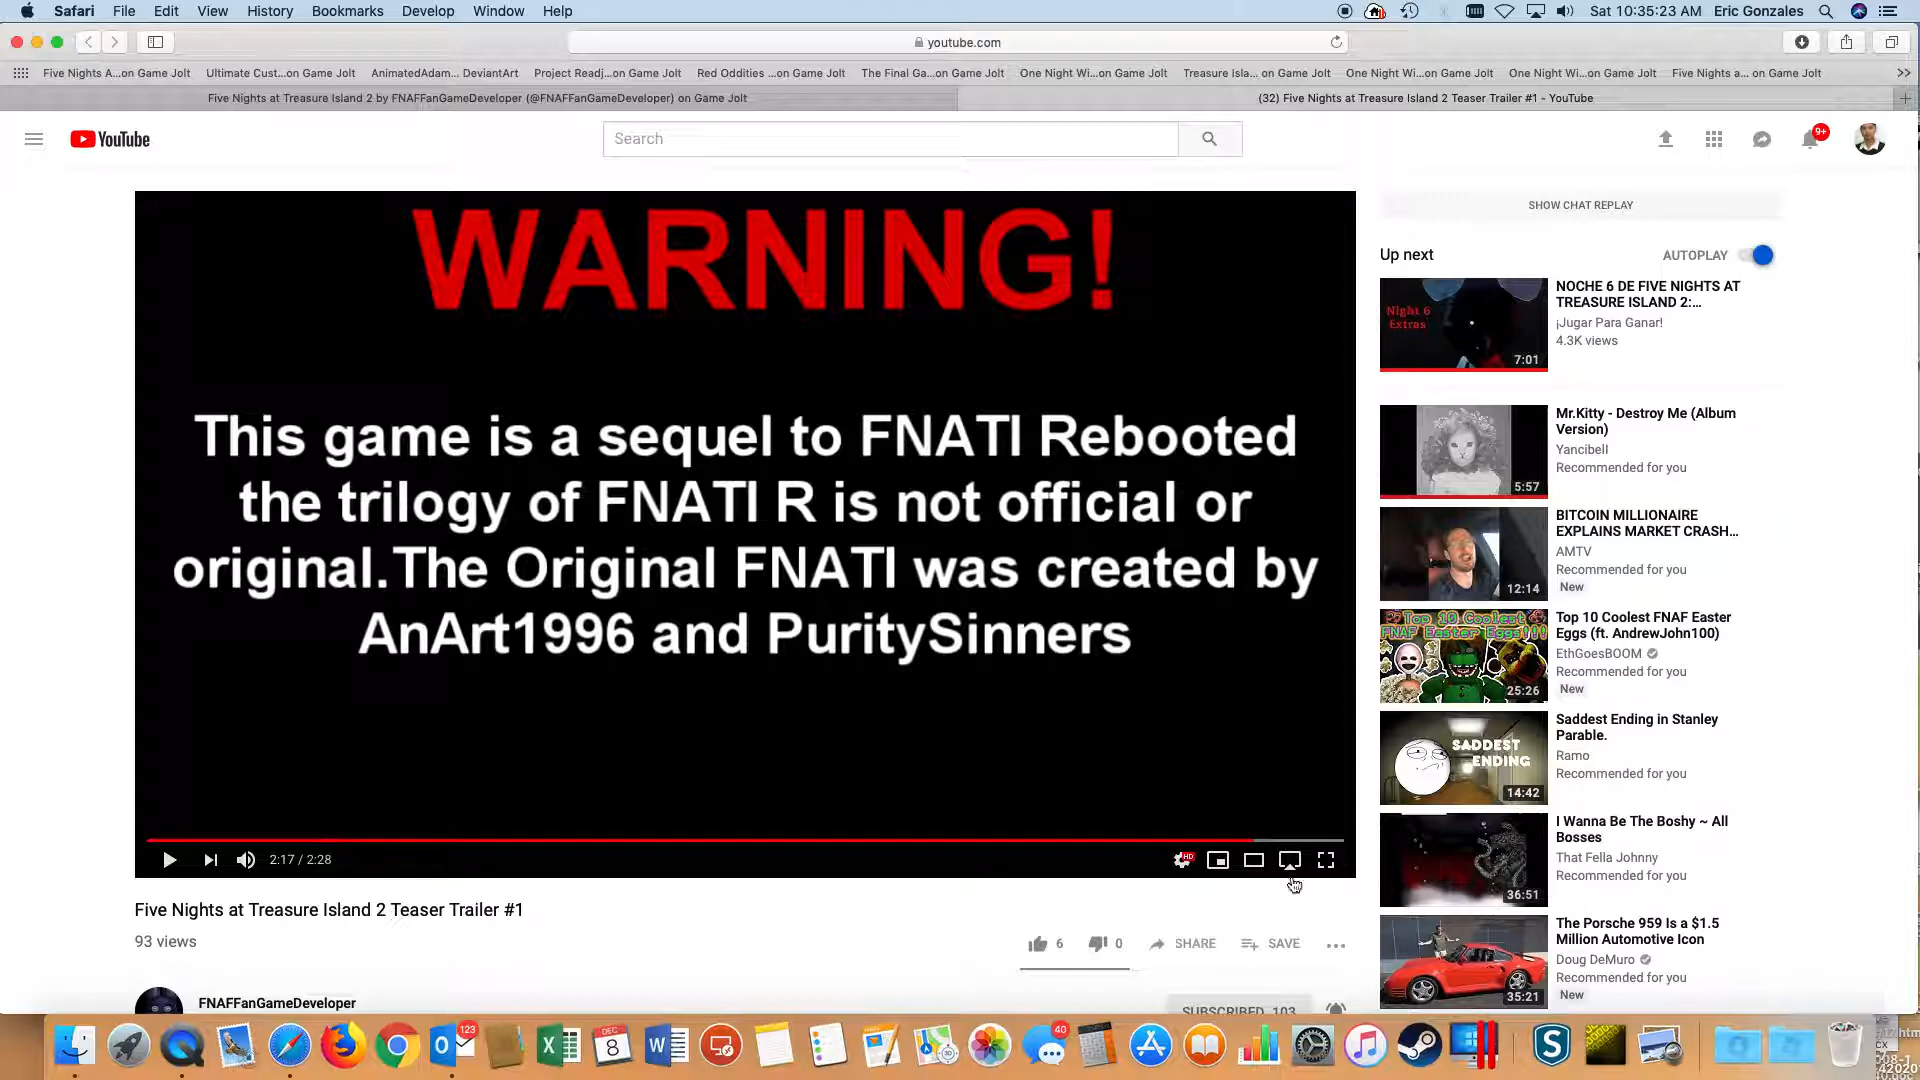 Safari File Edit View History Bookmarks Develop Window Help Sat 10:35:23 AM Eric Gonzales
youtube.com
Five Nights A...on Game Jolt Ultimate Cust...on Game Jolt AnimatedAdam... DeviantArt Project Readj...on Game Jolt Red Oddities ...on Game Jolt The Final Ga...on Game Jolt One Night Wi...on Game Jolt Treasure Isla... on Game Jolt One Night Wi...on Game Jolt One Night Wi...on Game Jolt Five Nights a... on Game Jolt
Five Nights at Treasure Island 2 by FNAFFanGameDeveloper (@FNAFFanGameDeveloper) on Game Jolt (32) Five Nights at Treasure Island 2 Teaser Trailer #1 - YouTube
YouTube Search 9+
WARNING!
This game is a sequel to FNATI Rebooted
the trilogy of FNATI R is not official or
original.The Original FNATI was created by
AnArt1996 and PuritySinners
2:17 / 2:28 HD
Five Nights at Treasure Island 2 Teaser Trailer #1
93 views
6 0 SHARE SAVE
FNAFFanGameDeveloper
SUBSCRIBED 103
SHOW CHAT REPLAY
Up next AUTOPLAY
Night 6
Extras
7:01
NOCHE 6 DE FIVE NIGHTS AT
TREASURE ISLAND 2:...
¡Jugar Para Ganar!
4.3K views
5:57
Mr.Kitty - Destroy Me (Album
Version)
Yancibell
Recommended for you
12:14
BITCOIN MILLIONAIRE
EXPLAINS MARKET CRASH...
AMTV
Recommended for you
New
Top 10 Coolest
FNAF Easter Eggs!!!
25:26
Top 10 Coolest FNAF Easter
Eggs (ft. AndrewJohn100)
EthGoesBOOM
Recommended for you
New
SADDEST
ENDING
14:42
Saddest Ending in Stanley
Parable.
Ramo
Recommended for you
36:51
I Wanna Be The Boshy ~ All
Bosses
That Fella Johnny
Recommended for you
35:21
The Porsche 959 Is a $1.5
Million Automotive Icon
Doug DeMuro
Recommended for you
New
123 DEC 8 40